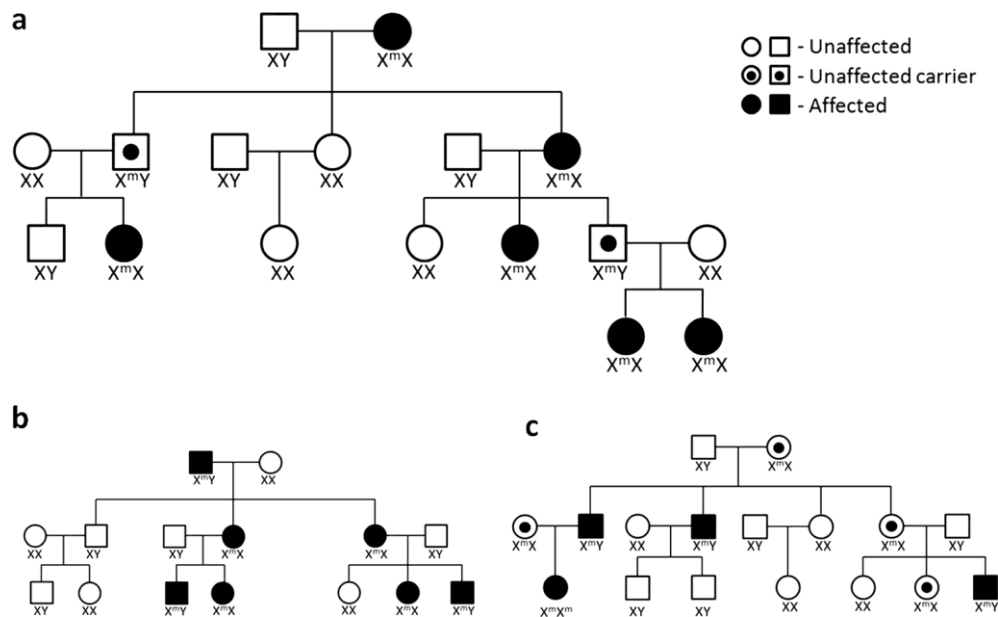 a
XY XᵐX
- Unaffected
- Unaffected carrier
- Affected
XX XᵐY XY XX XY XᵐX
XY XᵐX XX XX XᵐX XᵐY XX
XᵐX XᵐX
b
XᵐY XX
XX XY XY XᵐX XᵐX XY
XY XX XᵐY XᵐX XX XᵐX XᵐY
c
XY XᵐX
XᵐX XᵐY XX XᵐY XY XX XᵐX XY
XᵐXᵐ XY XY XX XX XᵐX XᵐY